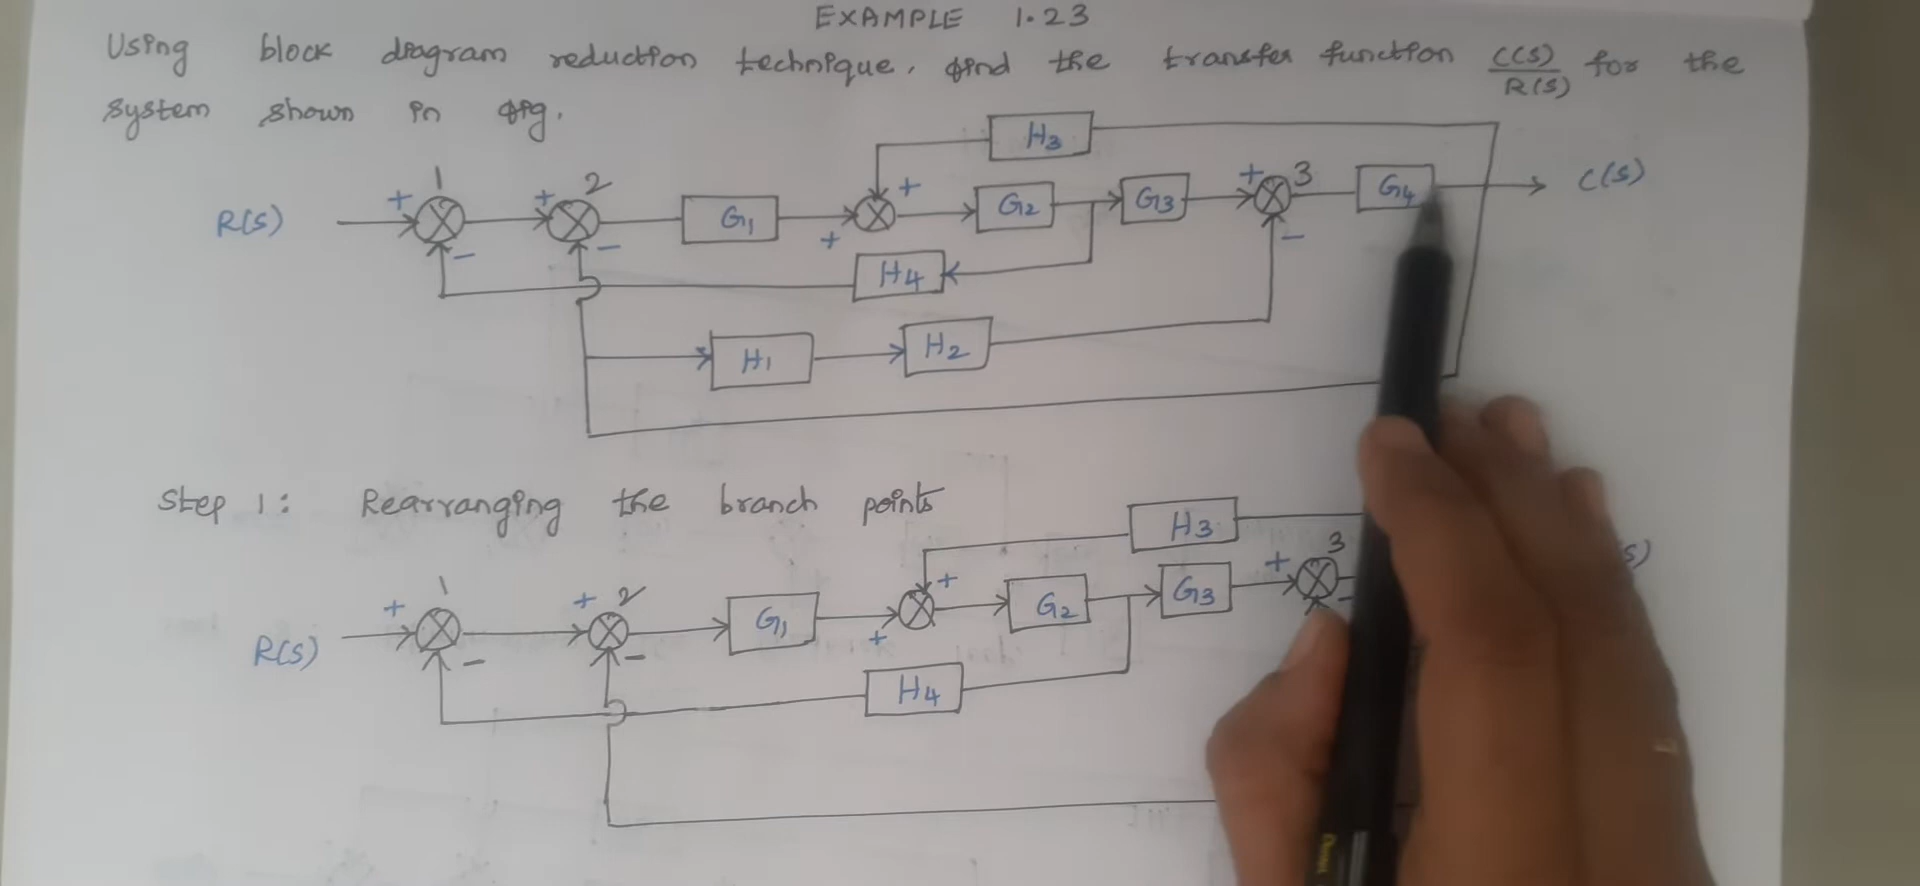 EXAMPLE 1.23
Using block diagram reduction technique, find the transfer function C(S)/R(S) for the
system shown in fig.
H3
1 2 3
+ + + +
R(S) G1 G2 G3 G4 C(S)
- - + -
H4
H1 H2
Step 1: Rearranging the branch points
H3
1 2 3
+ + + +
R(S) G1 G2 G3 S)
- - + -
H4
Pentel